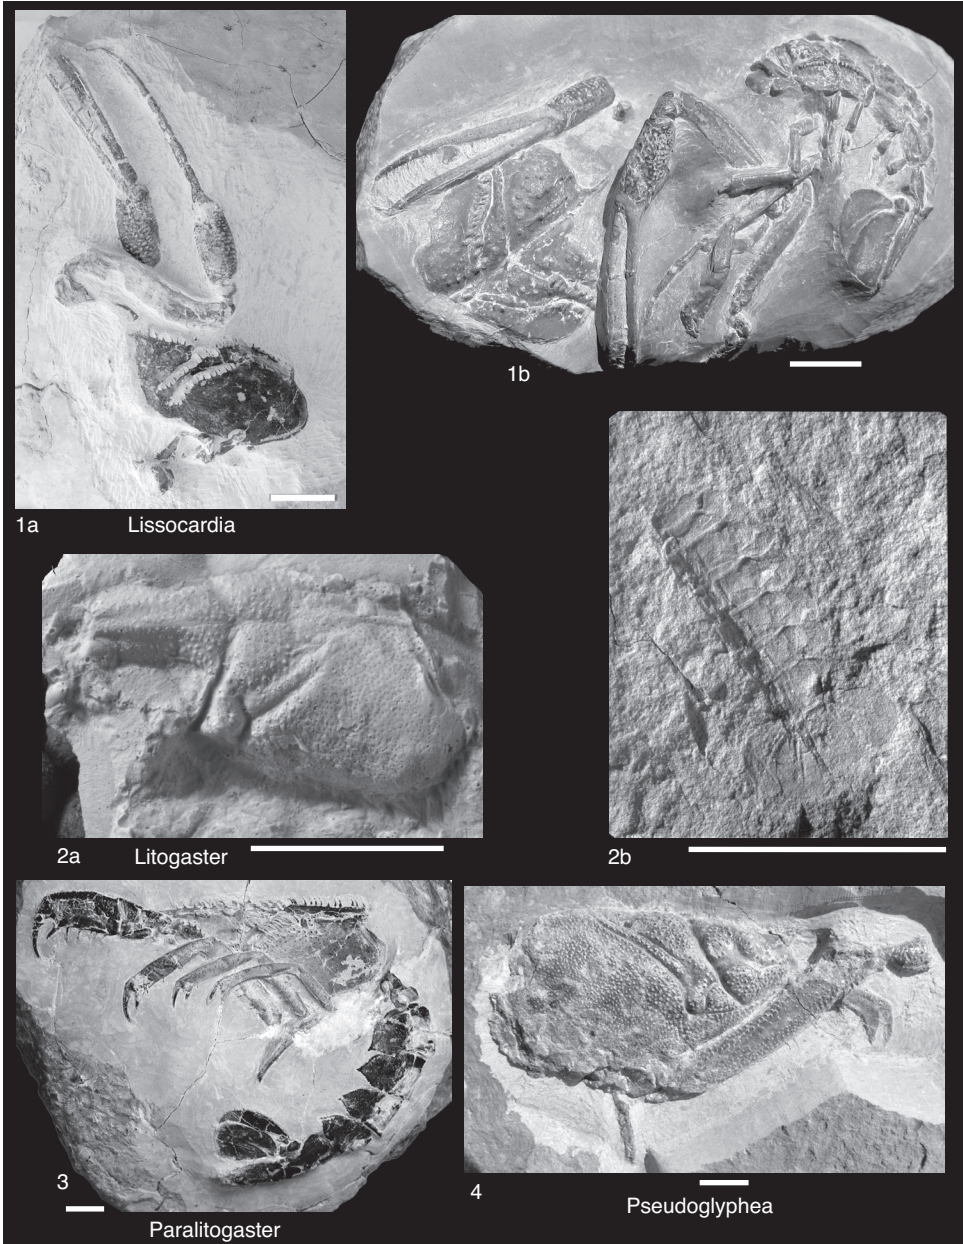 1b
1a Lissocardia
2a Litogaster
2b
3
Paralitogaster
4
Pseudoglyphea